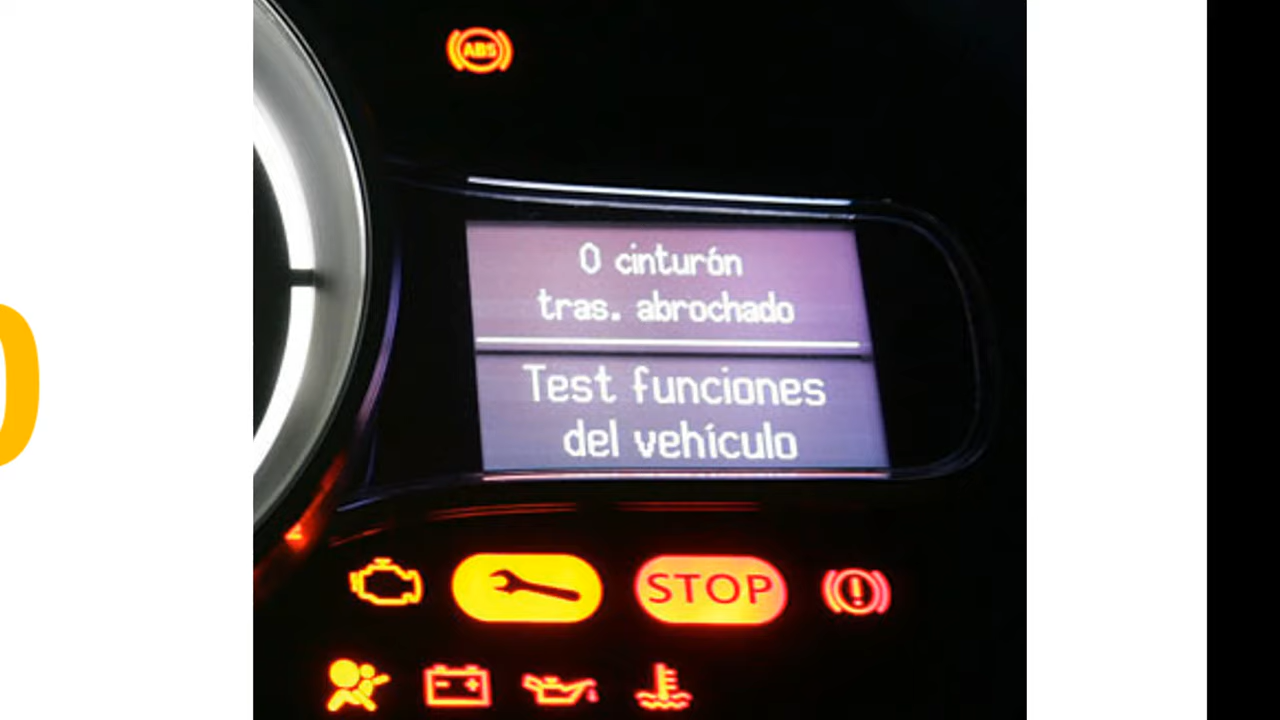 ABS
0 cinturón
tras. abrochado
Test funciones
del vehículo
STOP